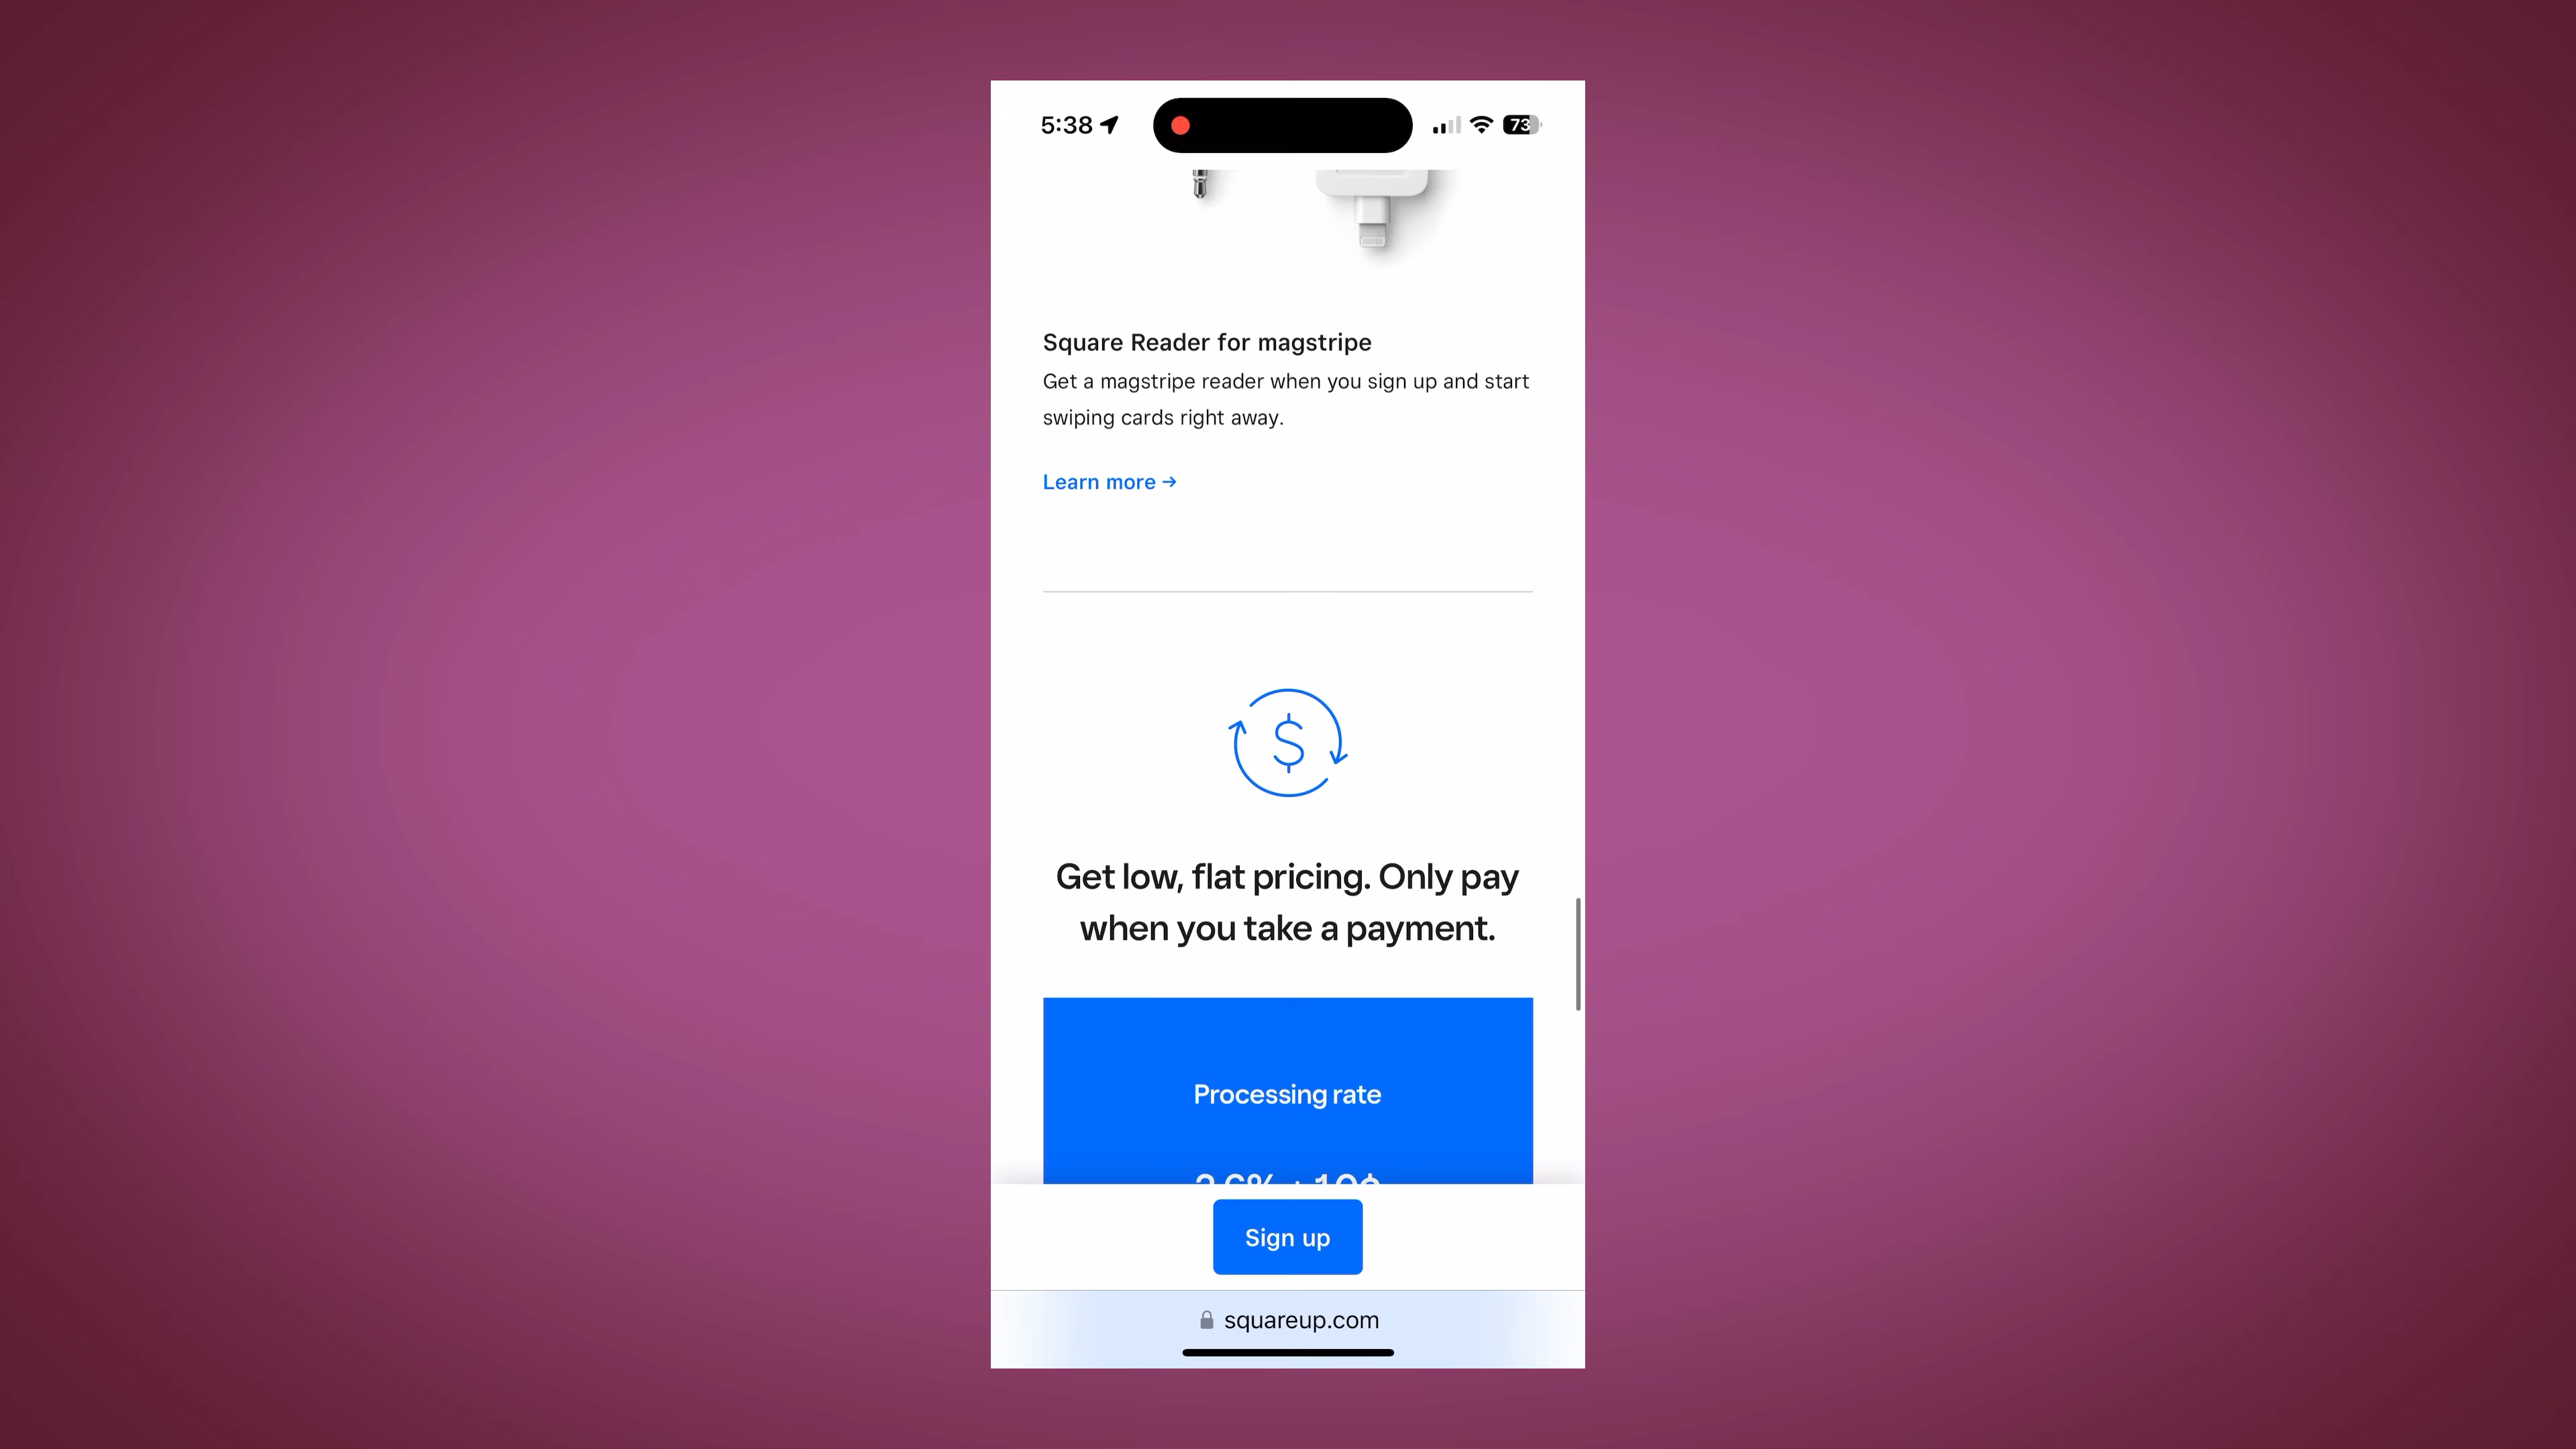 5:38
73
Square Reader for magstripe
Get a magstripe reader when you sign up and start
swiping cards right away.
Learn more →
$
Get low, flat pricing. Only pay
when you take a payment.
Processing rate
Sign up
squareup.com